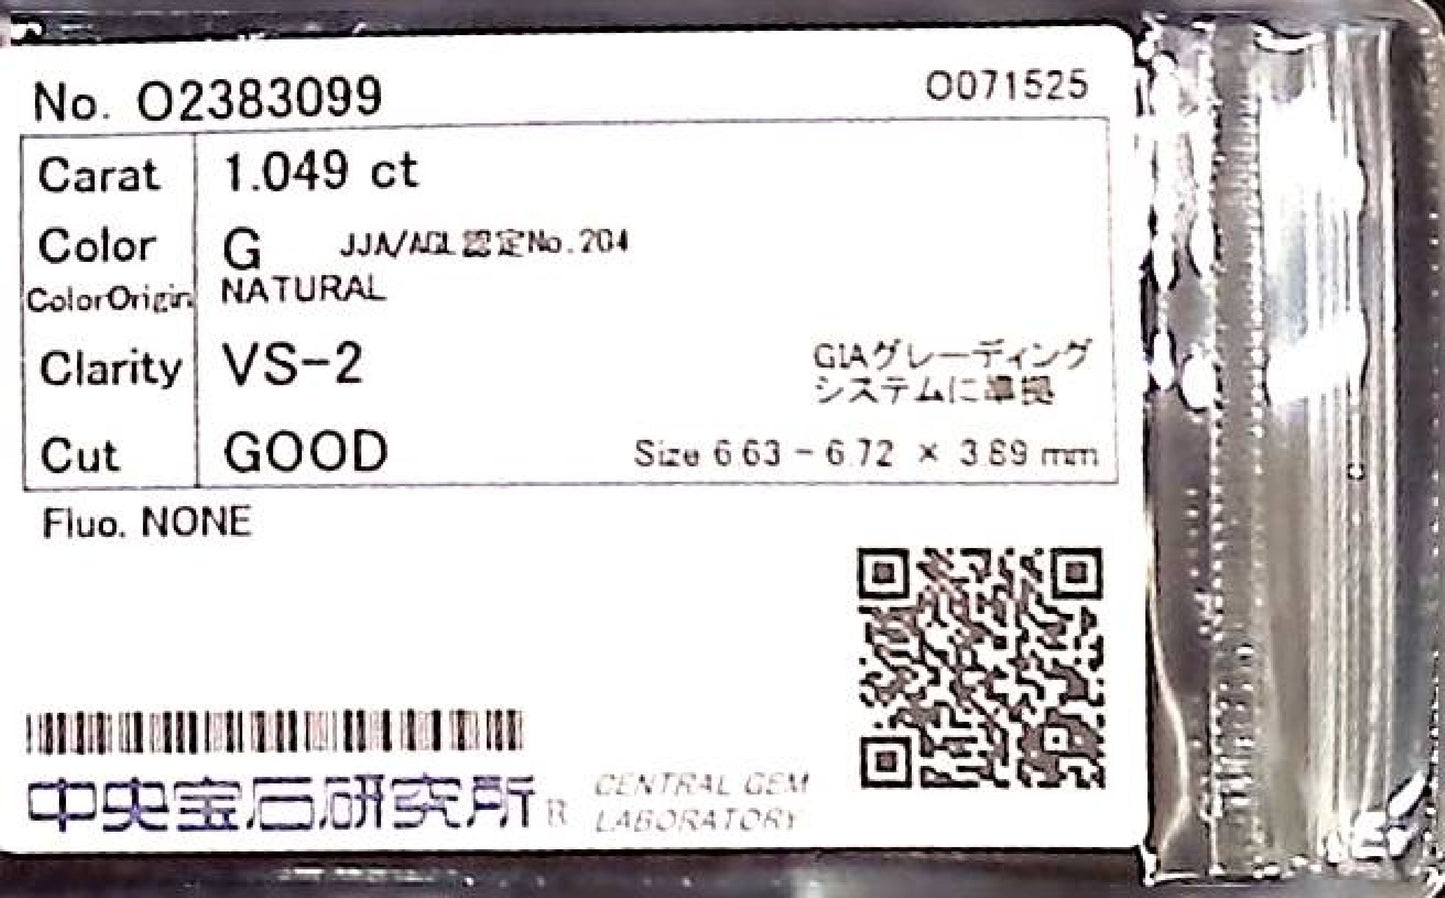 No. O2383099
O071525
Carat 1.049 ct
Color G JJA/AGL認定No.204
ColorOrigin NATURAL
Clarity VS-2
GIAグレーディング
システムに準拠
Cut GOOD Size 6.63 - 6.72 × 3.89 mm
Fluo. NONE
中央宝石研究所 R
CENTRAL GEM
LABORATORY